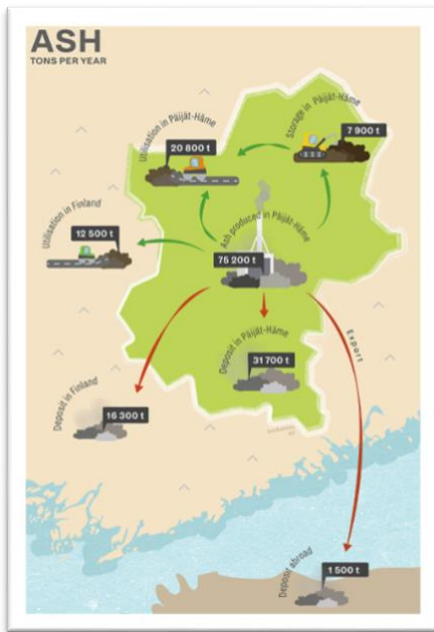 ASH
TONS PER YEAR
Utilisation in Päijät-Häme
20 800 t
Storage in Päijät-Häme
7 900 t
Utilisation in Finland
12 500 t
Ash produced in Päijät-Häme
75 200 t
Deposit in Päijät-Häme
31 700 t
Export
Deposit in Finland
16 300 t
Deposit abroad
1 500 t